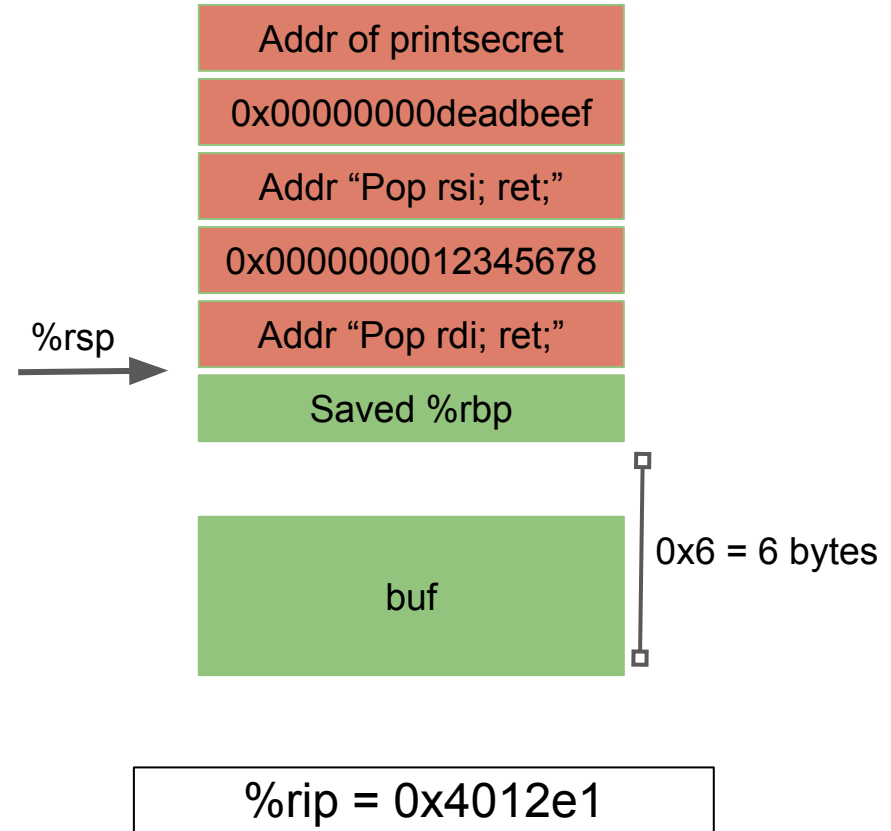 Addr of printsecret
0x00000000deadbeef
Addr “Pop rsi; ret;”
0x0000000012345678
%rsp
Addr “Pop rdi; ret;”
Saved %rbp
0x6 = 6 bytes
buf
%rip = 0x4012e1